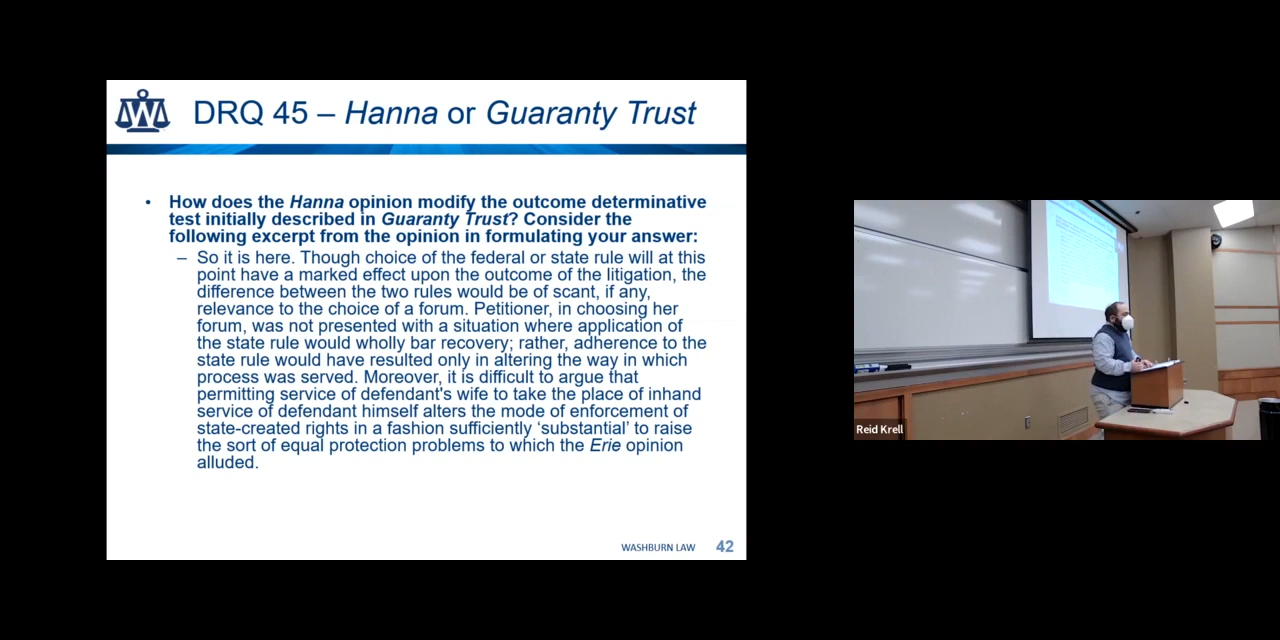 DRQ 45 – Hanna or Guaranty Trust
• How does the Hanna opinion modify the outcome determinative
test initially described in Guaranty Trust? Consider the
following excerpt from the opinion in formulating your answer:
– So it is here. Though choice of the federal or state rule will at this
point have a marked effect upon the outcome of the litigation, the
difference between the two rules would be of scant, if any,
relevance to the choice of a forum. Petitioner, in choosing her
forum, was not presented with a situation where application of
the state rule would wholly bar recovery; rather, adherence to the
state rule would have resulted only in altering the way in which
process was served. Moreover, it is difficult to argue that
permitting service of defendant's wife to take the place of inhand
service of defendant himself alters the mode of enforcement of
state-created rights in a fashion sufficiently ‘substantial’ to raise
the sort of equal protection problems to which the Erie opinion
alluded.
WASHBURN LAW 42
Reid Krell